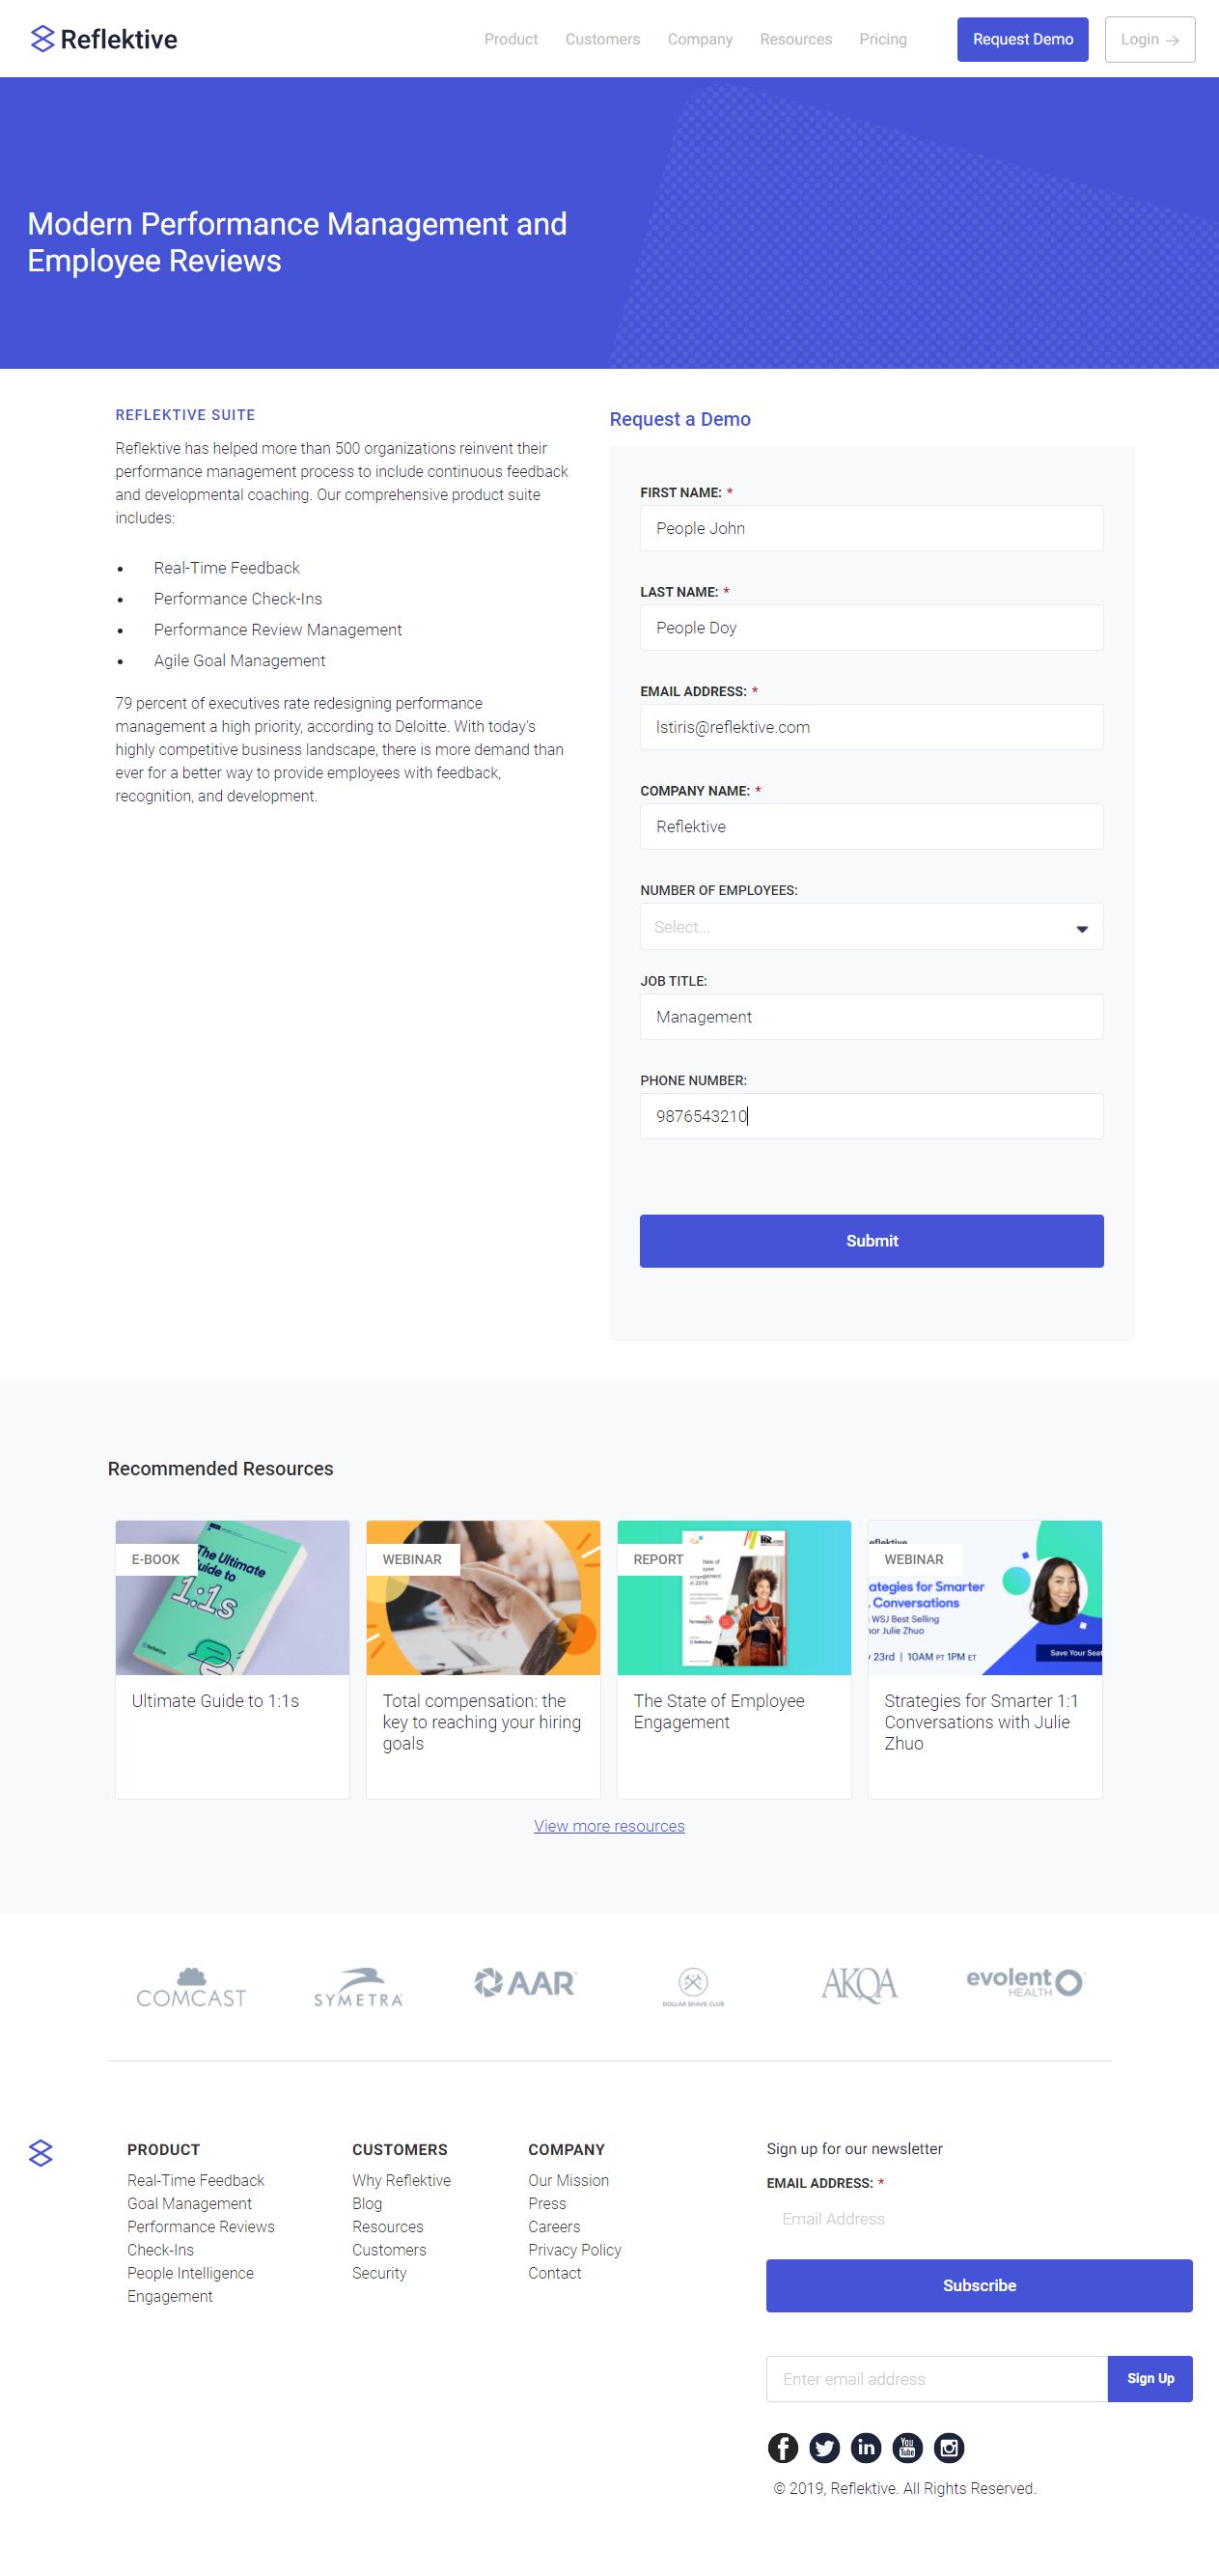 Reflektive
Product Customers Company Resources Pricing Request Demo Login →
Modern Performance Management and
Employee Reviews
REFLEKTIVE SUITE
Reflektive has helped more than 500 organizations reinvent their
performance management process to include continuous feedback
and developmental coaching. Our comprehensive product suite
includes:
• Real-Time Feedback
• Performance Check-Ins
• Performance Review Management
• Agile Goal Management
79 percent of executives rate redesigning performance
management a high priority, according to Deloitte. With today's
highly competitive business landscape, there is more demand than
ever for a better way to provide employees with feedback,
recognition, and development.
Request a Demo
FIRST NAME: *
People John
LAST NAME: *
People Doy
EMAIL ADDRESS: *
lstiris@reflektive.com
COMPANY NAME: *
Reflektive
NUMBER OF EMPLOYEES:
Select...
JOB TITLE:
Management
PHONE NUMBER:
9876543210
Submit
Recommended Resources
E-BOOK
The Ultimate
Guide to
1:1s
Reflektive
Ultimate Guide to 1:1s
WEBINAR
Total compensation: the
key to reaching your hiring
goals
REPORT
in 2019
The State of Employee
Engagement
WEBINAR
eflektive
ategies for Smarter
Conversations
WSJ Best Selling
or Julie Zhuo
23rd | 10AM PT 1PM ET
Save Your Seat
Strategies for Smarter 1:1
Conversations with Julie
Zhuo
View more resources
COMCAST
SYMETRA
AAR
DOLLAR SHAVE CLUB
AKQA
evolent
HEALTH
PRODUCT
Real-Time Feedback
Goal Management
Performance Reviews
Check-Ins
People Intelligence
Engagement
CUSTOMERS
Why Reflektive
Blog
Resources
Customers
Security
COMPANY
Our Mission
Press
Careers
Privacy Policy
Contact
Sign up for our newsletter
EMAIL ADDRESS: *
Email Address
Subscribe
Enter email address
Sign Up
You
Tube
© 2019, Reflektive. All Rights Reserved.